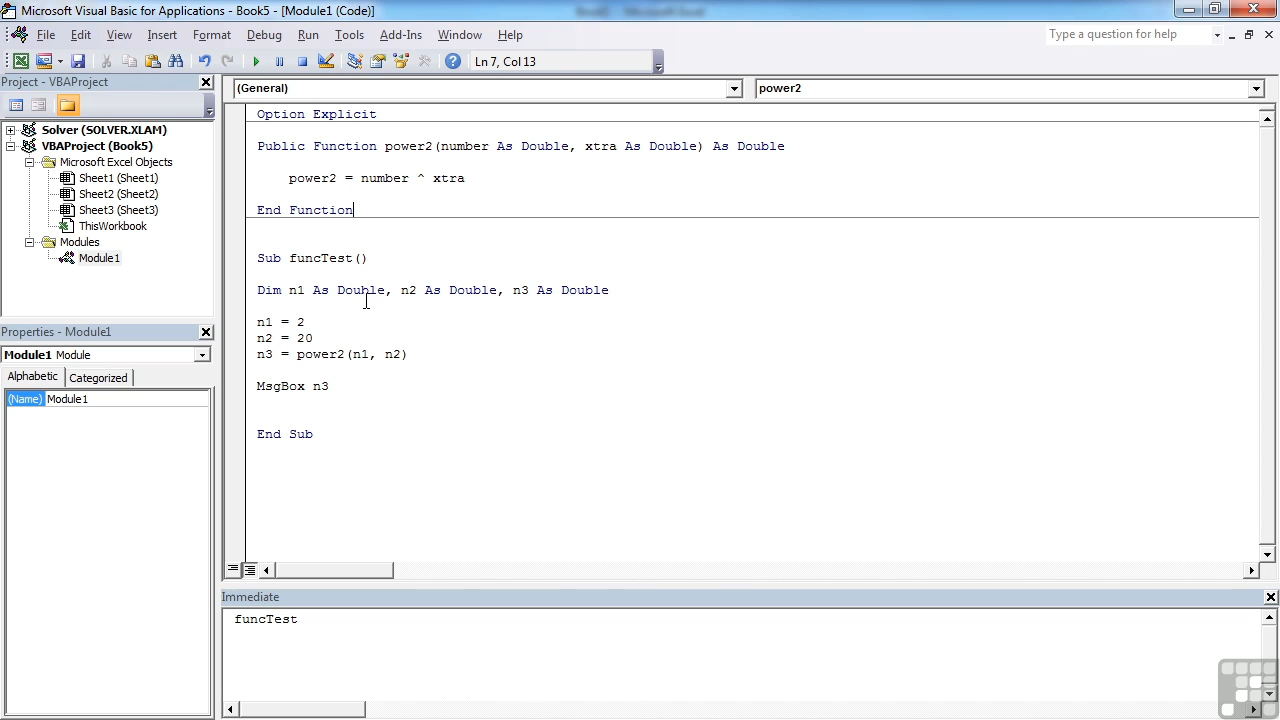 Microsoft Visual Basic for Applications - Book5 - [Module1 (Code)]
File Edit View Insert Format Debug Run Tools Add-Ins Window Help
Type a question for help
Ln 7, Col 13
Project - VBAProject
(General)
power2
Solver (SOLVER.XLAM)
VBAProject (Book5)
Microsoft Excel Objects
Sheet1 (Sheet1)
Sheet2 (Sheet2)
Sheet3 (Sheet3)
ThisWorkbook
Modules
Module1
Properties - Module1
Module1 Module
Alphabetic Categorized
(Name) Module1
Option Explicit
Public Function power2(number As Double, xtra As Double) As Double
power2 = number ^ xtra
End Function
Sub funcTest()
Dim n1 As Double, n2 As Double, n3 As Double
n1 = 2
n2 = 20
n3 = power2(n1, n2)
MsgBox n3
End Sub
Immediate
funcTest